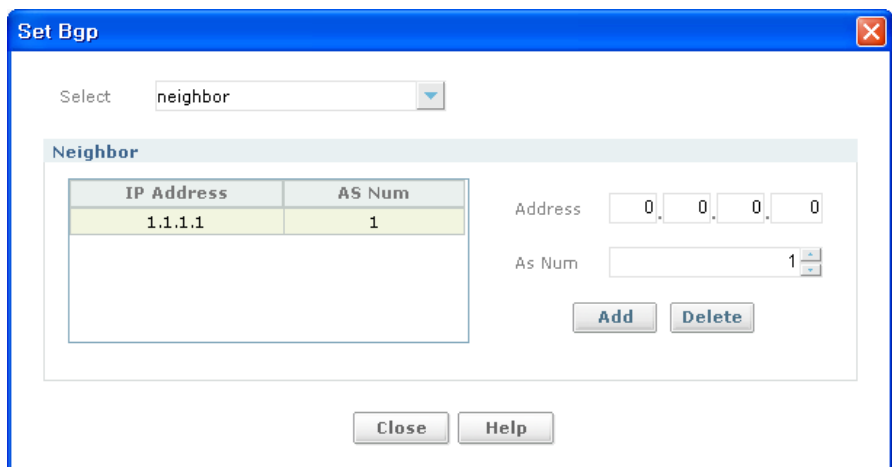 Set Bgp
Select neighbor
Neighbor
IP Address AS Num
1.1.1.1 1
Address 0 . 0 . 0 . 0
As Num 1
Add Delete
Close Help